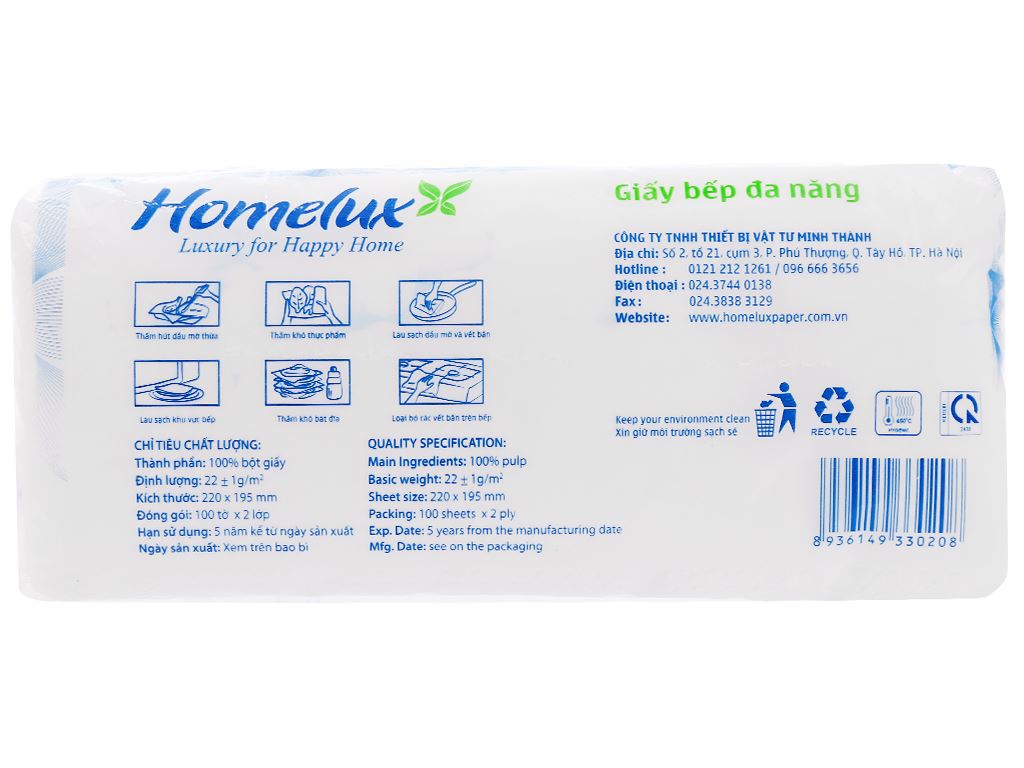 Homelux
Luxury for Happy Home
Giấy bếp đa năng
CÔNG TY TNHH THIẾT BỊ VẬT TƯ MINH THÀNH
Địa chỉ: Số 2, tổ 21, cụm 3, P. Phú Thượng, Q. Tây Hồ, TP. Hà Nội
Hotline : 0121 212 1261 / 096 666 3656
Điện thoại : 024.3744 0138
Fax : 024.3838 3129
Website: www.homeluxpaper.com.vn
Thấm hút dầu mỡ thừa
Thấm khô thực phẩm
Lau sạch dầu mỡ và vết bẩn
Lau sạch khu vực bếp
Thấm khô bát đĩa
Loại bỏ rác vết bẩn trên bếp
CHỈ TIÊU CHẤT LƯỢNG:
Thành phần: 100% bột giấy
Định lượng: 22 ± 1g/m²
Kích thước: 220 x 195 mm
Đóng gói: 100 tờ x 2 lớp
Hạn sử dụng: 5 năm kể từ ngày sản xuất
Ngày sản xuất: Xem trên bao bì
QUALITY SPECIFICATION:
Main Ingredients: 100% pulp
Basic weight: 22 ± 1g/m²
Sheet size: 220 x 195 mm
Packing: 100 sheets x 2 ply
Exp. Date: 5 years from the manufacturing date
Mfg. Date: see on the packaging
Keep your environment clean
Xin giữ môi trường sạch sẽ
RECYCLE
8 936149 330208